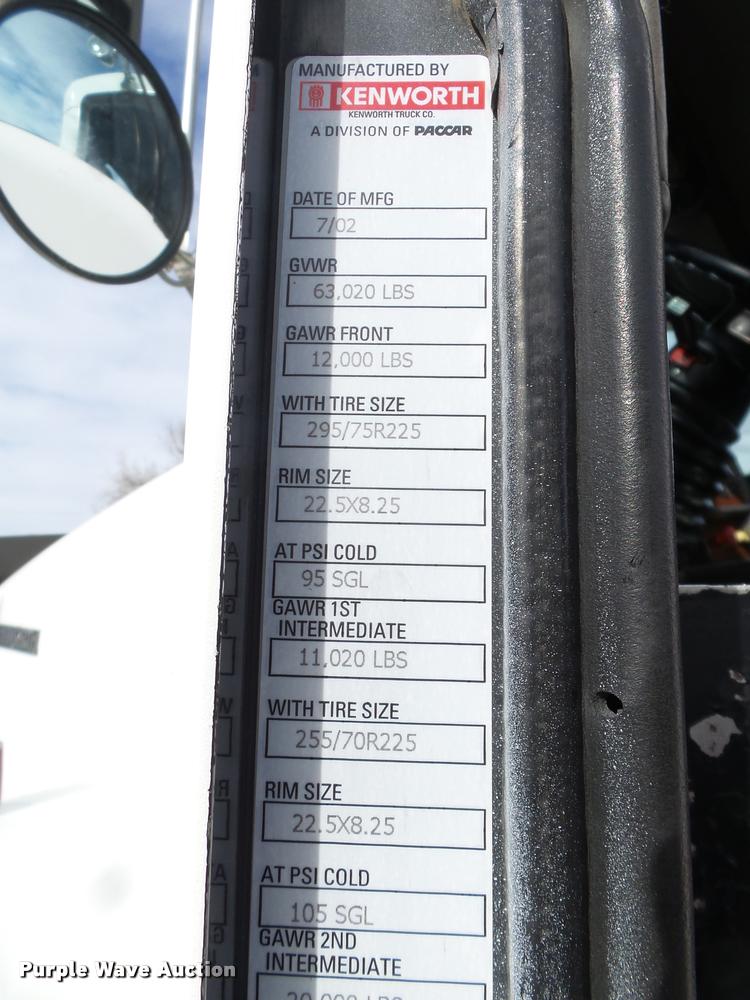 MANUFACTURED BY
KENWORTH
KENWORTH TRUCK CO.
A DIVISION OF PACCAR
DATE OF MFG
7/02
GVWR
63,020 LBS
GAWR FRONT
12,000 LBS
WITH TIRE SIZE
295/75R225
RIM SIZE
22.5X8.25
AT PSI COLD
95 SGL
GAWR 1ST
INTERMEDIATE
11,020 LBS
WITH TIRE SIZE
255/70R225
RIM SIZE
22.5X8.25
AT PSI COLD
105 SGL
GAWR 2ND
INTERMEDIATE
Purple Wave Auction